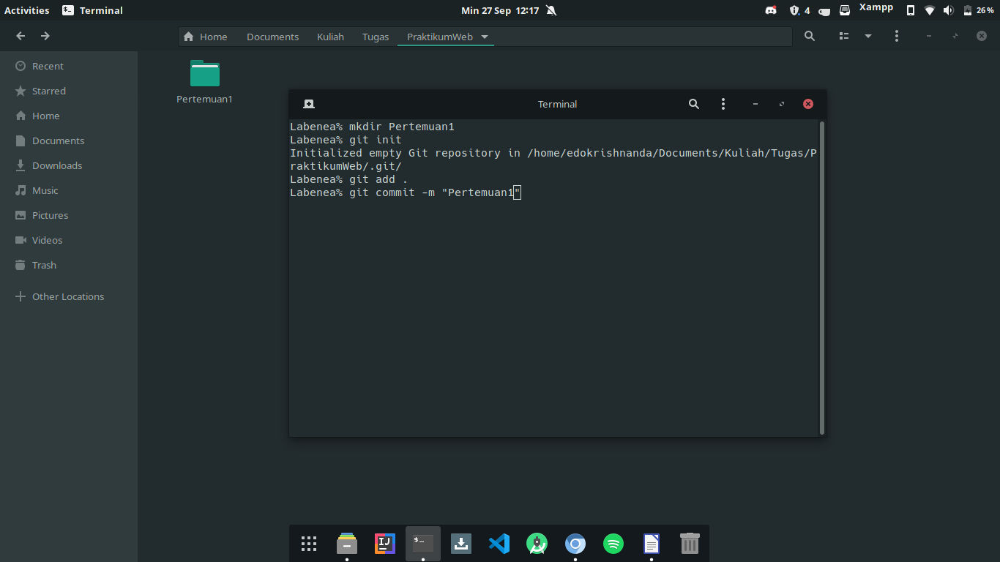 Activities Terminal Min 27 Sep 12:17 4 Xampp 26%
Home Documents Kuliah Tugas PraktikumWeb
Recent
Starred
Home
Documents
Downloads
Music
Pictures
Videos
Trash
Other Locations
Pertemuan1
Terminal
Labenea% mkdir Pertemuan1
Labenea% git init
Initialized empty Git repository in /home/edokrishnanda/Documents/Kuliah/Tugas/P
raktikumWeb/.git/
Labenea% git add .
Labenea% git commit -m "Pertemuan1"
IJ
$_